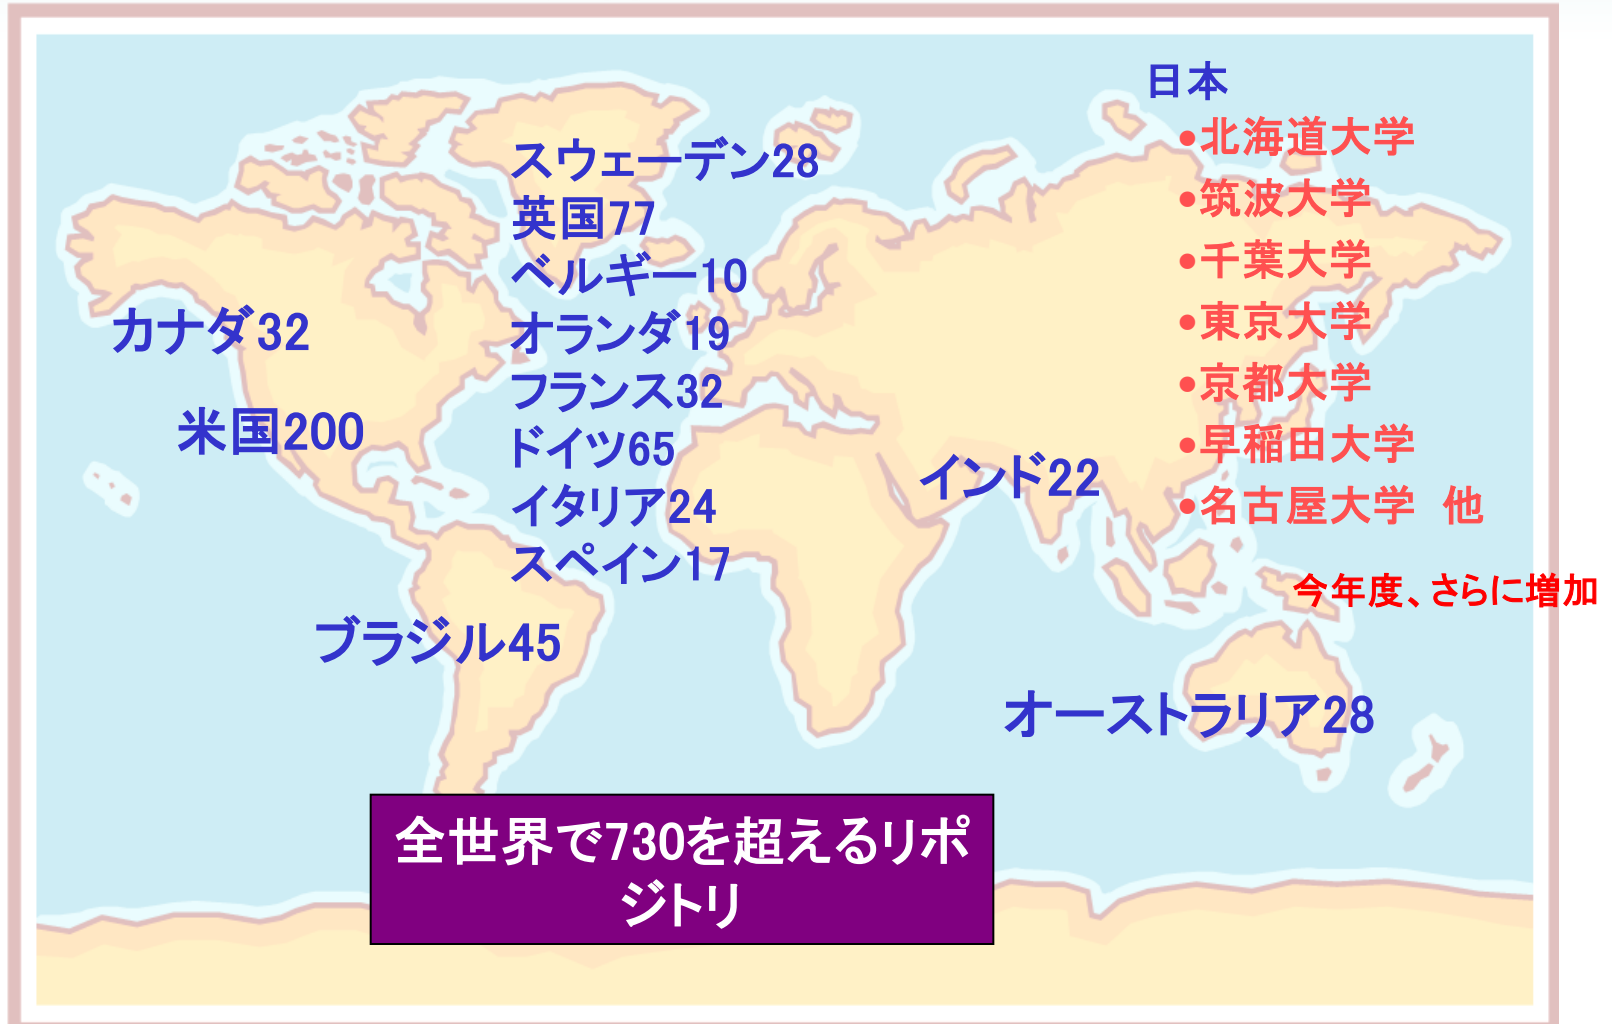 日本
•北海道大学
•筑波大学
•千葉大学
•東京大学
•京都大学
•早稲田大学
•名古屋大学　他
今年度、さらに増加
スウェーデン28
英国77
ベルギー10
オランダ19
フランス32
ドイツ65
イタリア24
スペイン17
カナダ32
米国200
インド22
ブラジル45
オーストラリア28
全世界で730を超えるリポ
ジトリ